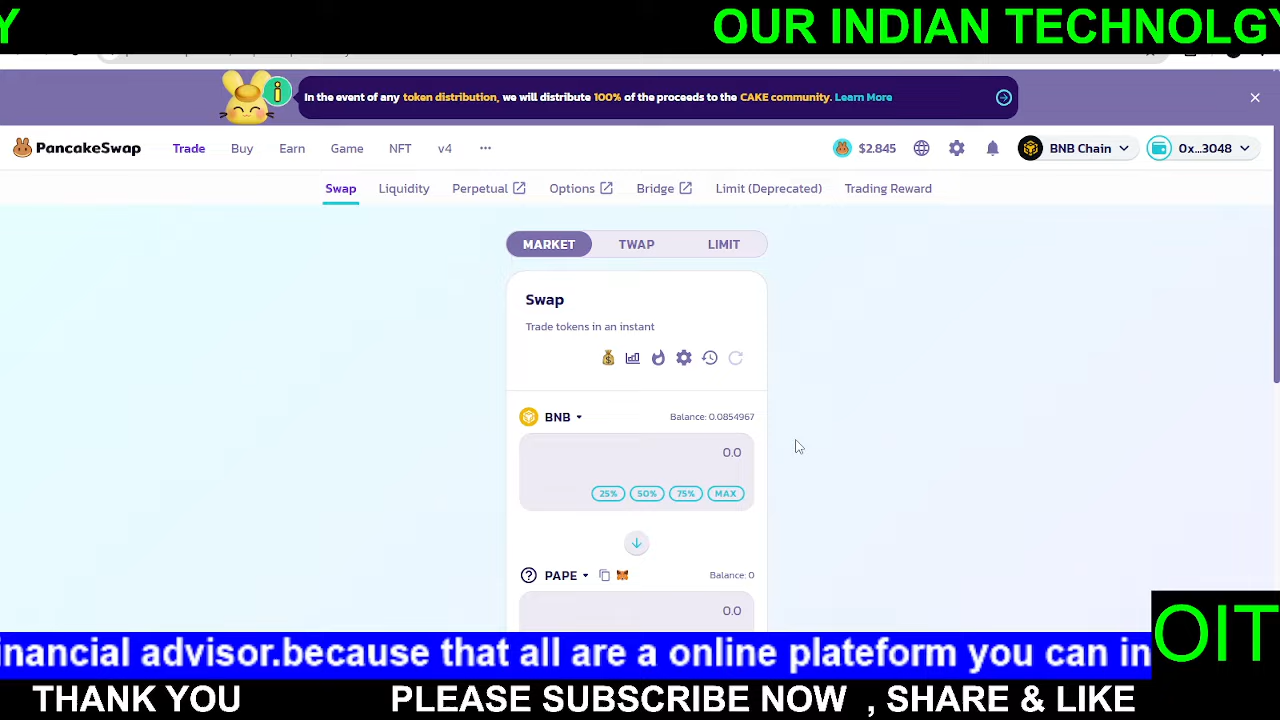 Y OUR INDIAN TECHNOLGY
In the event of any token distribution, we will distribute 100% of the proceeds to the CAKE community. Learn More
PancakeSwap Trade Buy Earn Game NFT v4 ... $2.845 BNB Chain 0x...3048
Swap Liquidity Perpetual Options Bridge Limit (Deprecated) Trading Reward
MARKET TWAP LIMIT
Swap
Trade tokens in an instant
BNB Balance: 0.0854967
0.0
25% 50% 75% MAX
PAPE Balance: 0
0.0
inancial advisor.because that all are a online plateform you can in
OIT
THANK YOU PLEASE SUBSCRIBE NOW , SHARE & LIKE